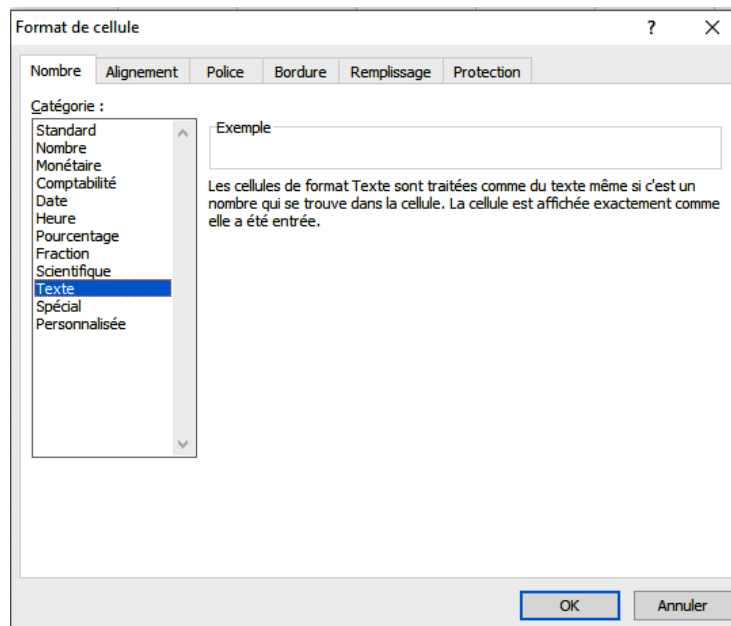 Format de cellule
?
Nombre Alignement Police Bordure Remplissage Protection
Catégorie :
Standard
Nombre
Monétaire
Comptabilité
Date
Heure
Pourcentage
Fraction
Scientifique
Texte
Spécial
Personnalisée
Exemple
Les cellules de format Texte sont traitées comme du texte même si c'est un
nombre qui se trouve dans la cellule. La cellule est affichée exactement comme
elle a été entrée.
OK Annuler